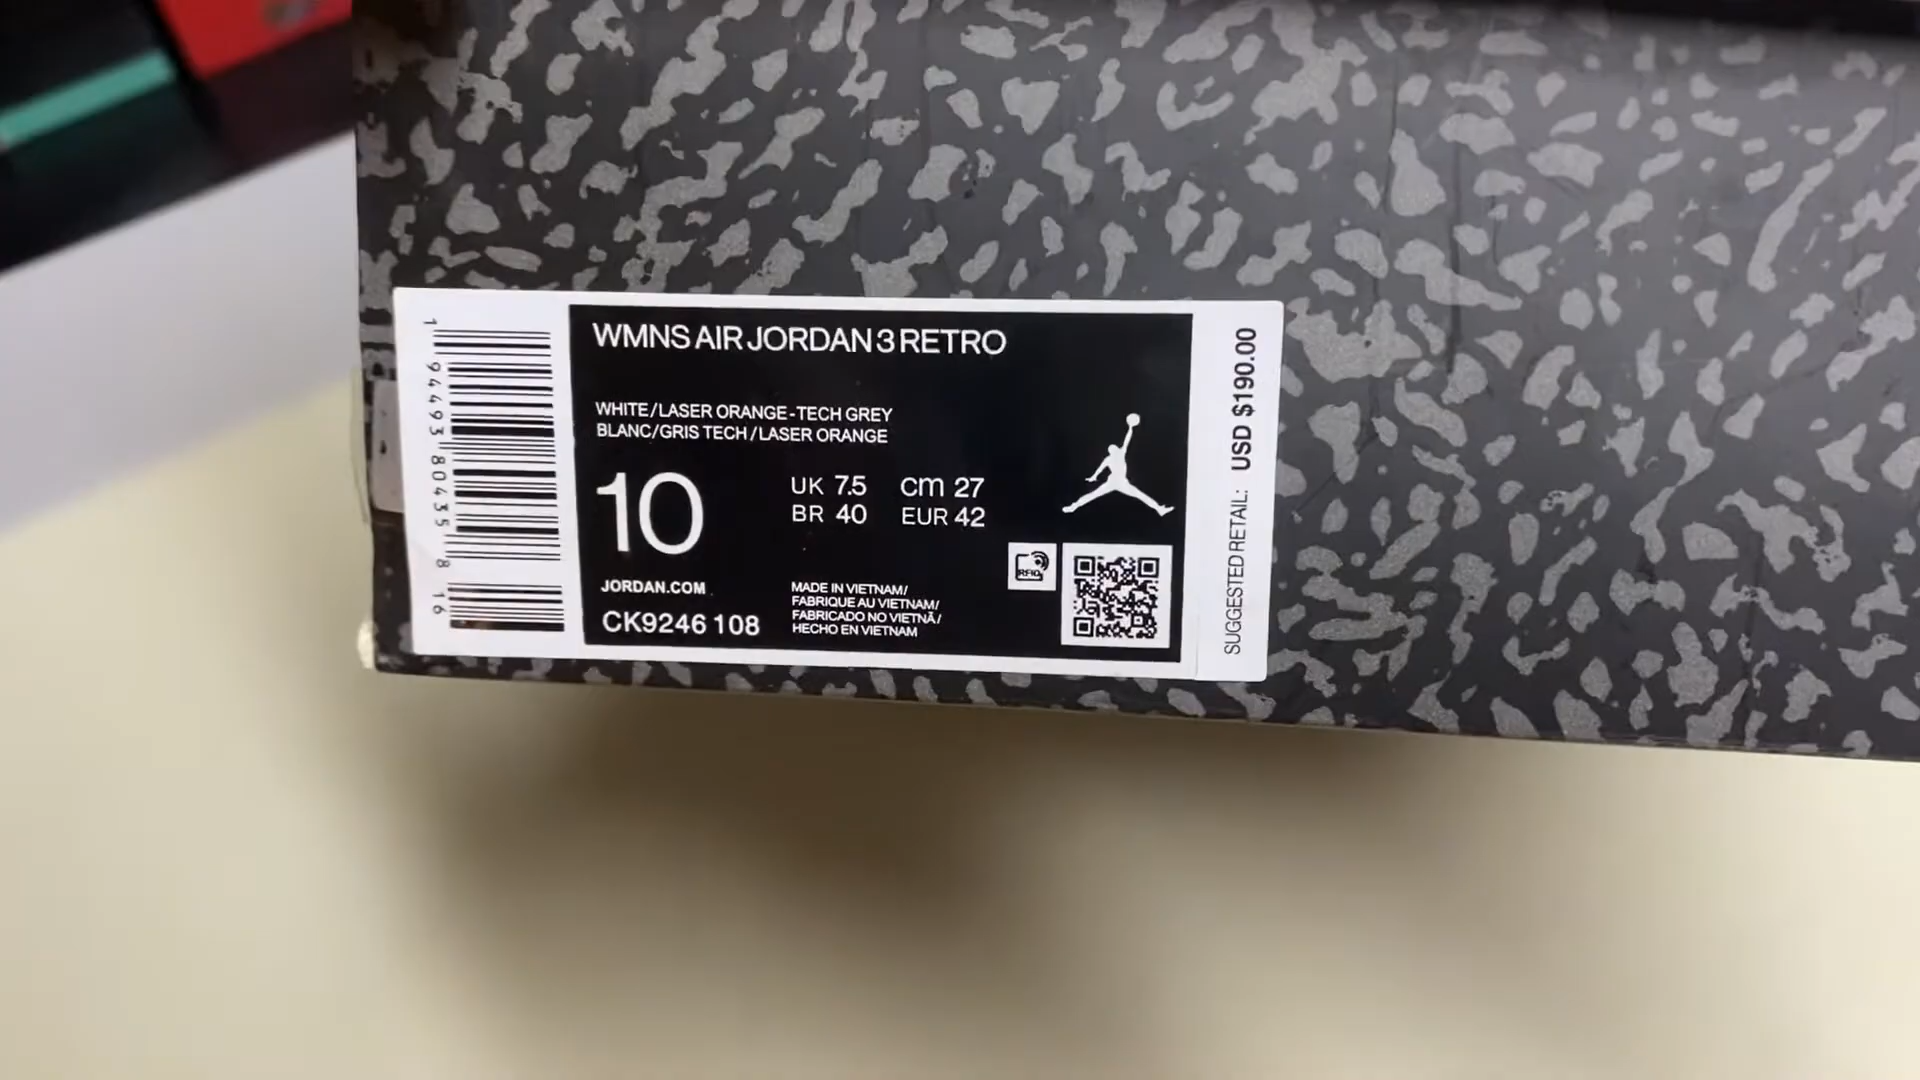 WMNS AIR JORDAN 3 RETRO
WHITE/LASER ORANGE-TECH GREY
BLANC/GRIS TECH/LASER ORANGE
10
UK 7.5 CM 27
BR 40 EUR 42
JORDAN.COM
CK9246 108
MADE IN VIETNAM/
FABRIQUE AU VIETNAM/
FABRICADO NO VIETNÃ/
HECHO EN VIETNAM
RFID
1 94493 80435 8 16
SUGGESTED RETAIL: USD $190.00